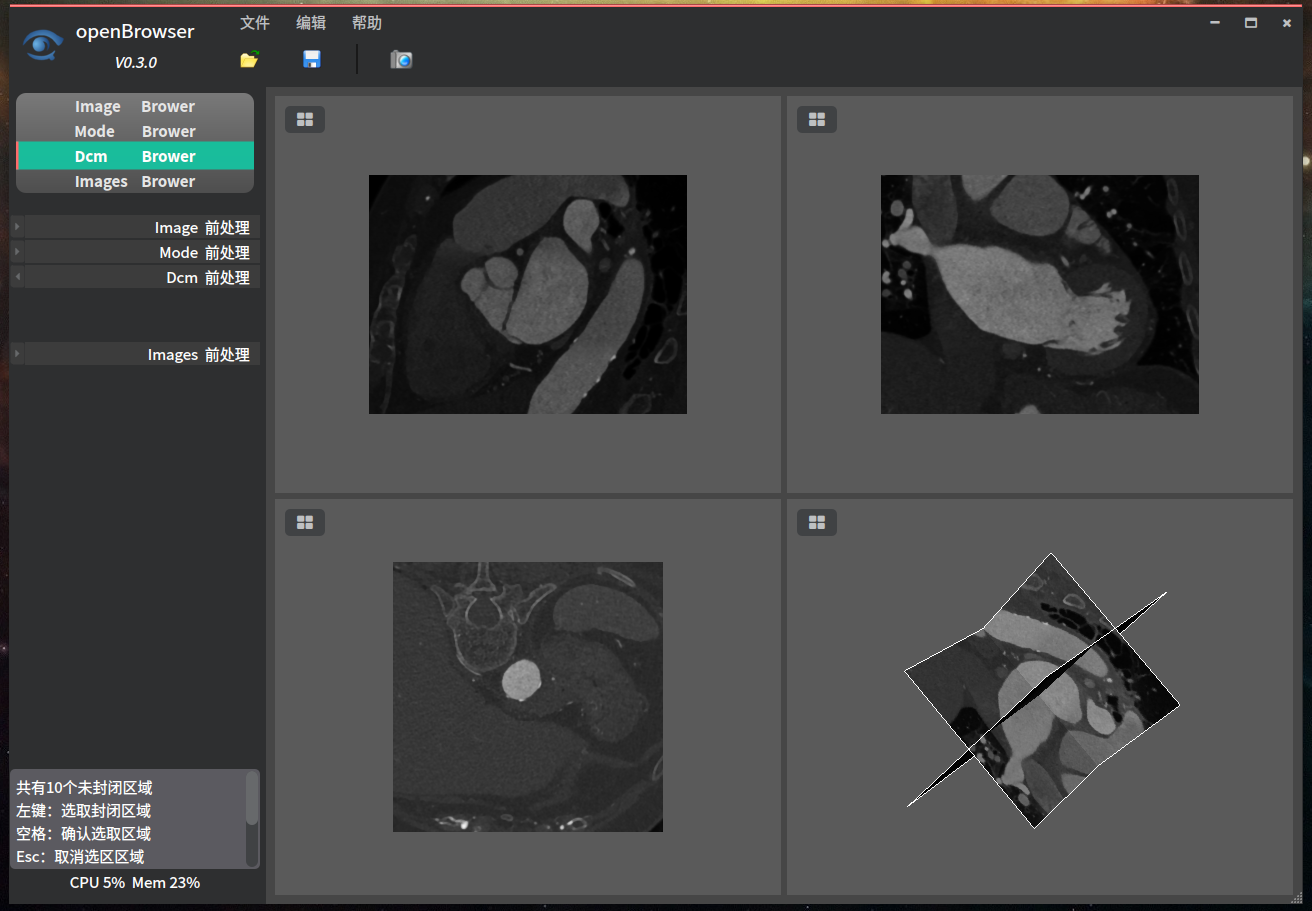 openBrowser
V0.3.0
文件 编辑 帮助
Image Brower
Mode Brower
Dcm Brower
Images Brower
Image 前处理
Mode 前处理
Dcm 前处理
Images 前处理
共有10个未封闭区域
左键：选取封闭区域
空格：确认选取区域
Esc：取消选区区域
CPU 5% Mem 23%